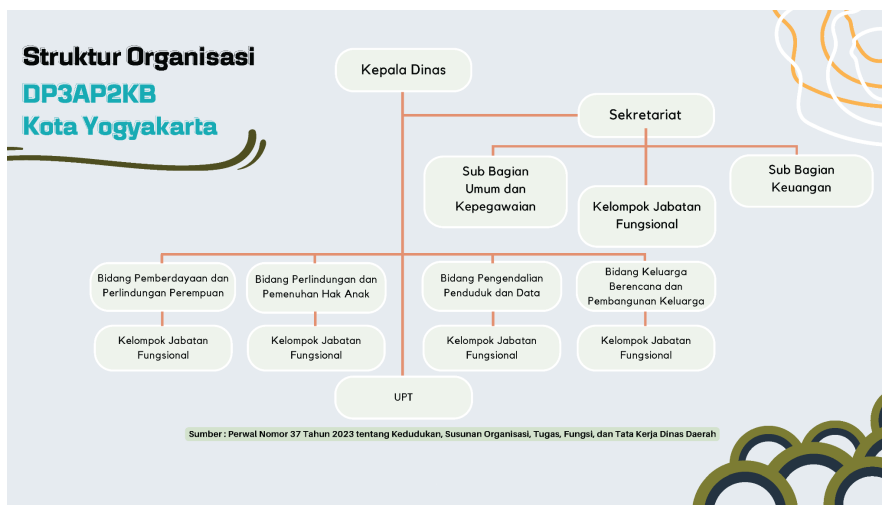 Struktur Organisasi
DP3AP2KB
Kota Yogyakarta
Kepala Dinas
Sekretariat
Sub Bagian
Umum dan
Kepegawaian
Kelompok Jabatan
Fungsional
Sub Bagian
Keuangan
Bidang Pemberdayaan dan
Perlindungan Perempuan
Bidang Perlindungan dan
Pemenuhan Hak Anak
Bidang Pengendalian
Penduduk dan Data
Bidang Keluarga
Berencana dan
Pembangunan Keluarga
Kelompok Jabatan
Fungsional
Kelompok Jabatan
Fungsional
Kelompok Jabatan
Fungsional
Kelompok Jabatan
Fungsional
UPT
Sumber : Perwal Nomor 37 Tahun 2023 tentang Kedudukan, Susunan Organisasi, Tugas, Fungsi, dan Tata Kerja Dinas Daerah